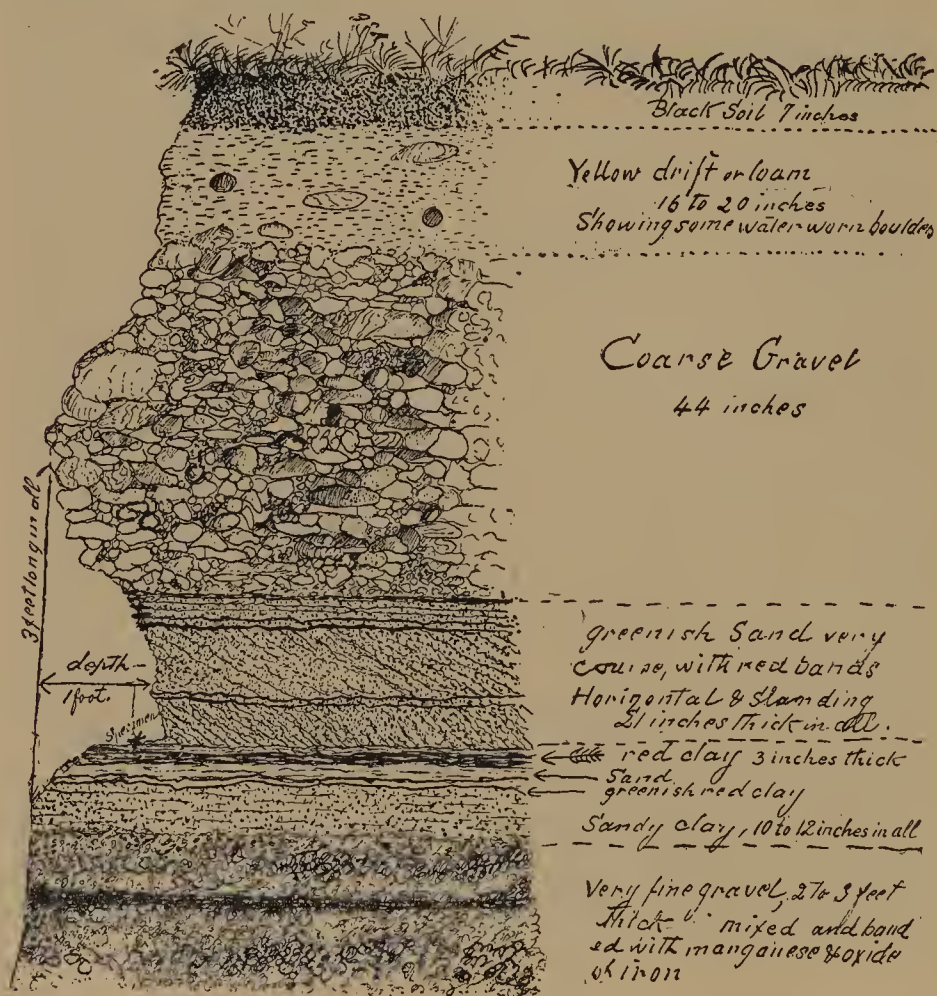 Black Soil 7 inches
Yellow drift or loam
16 to 20 inches
Showing some water worn boulders
Coarse Gravel
44 inches
3 feet long in all
greenish Sand very
course, with red bands
Horizontal & Slanding
21 inches thick in all.
depth
1 foot.
Specimen
red clay 3 inches thick
Sand
greenish red clay
Sandy clay, 10 to 12 inches in all
Very fine gravel, 2 to 3 feet
thick mixed and band
ed with manganese & oxide
of iron